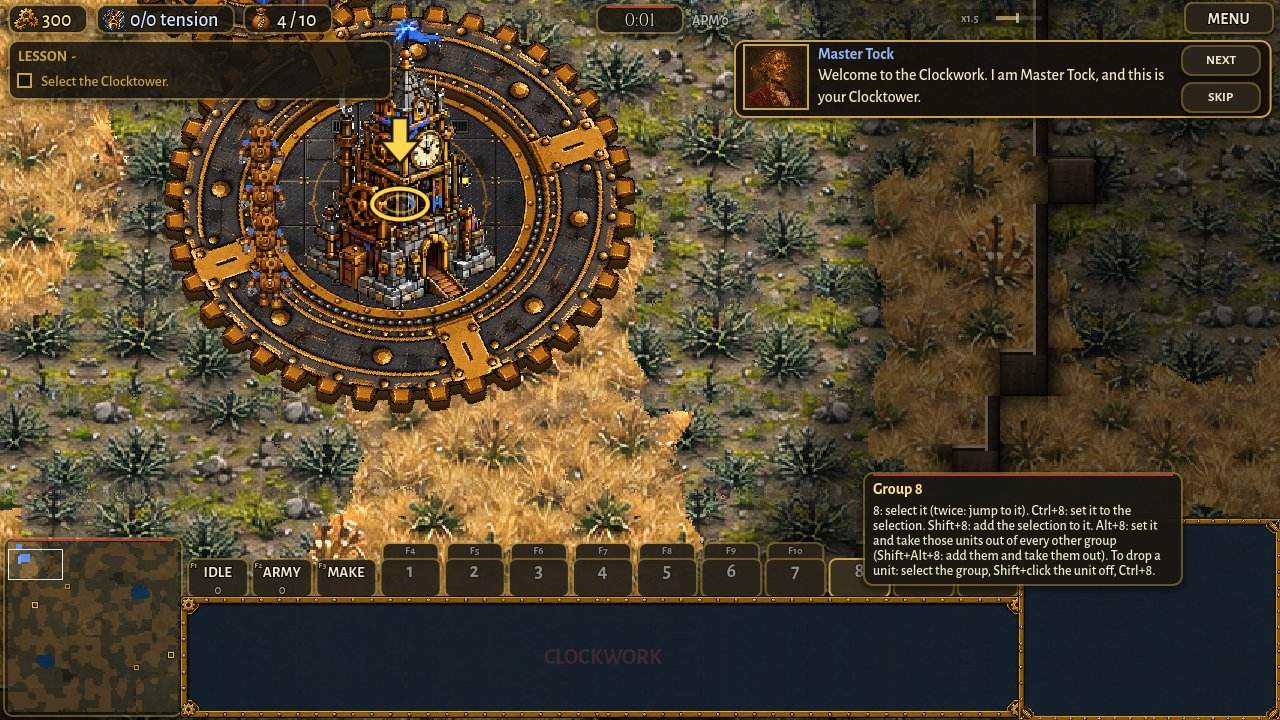 300
0/0 tension
4/10
0:01
APM 0
x1.5
MENU
LESSON -
Select the Clocktower.
Master Tock
Welcome to the Clockwork. I am Master Tock, and this is
your Clocktower.
NEXT
SKIP
Group 8
8: select it (twice: jump to it). Ctrl+8: set it to the
selection. Shift+8: add the selection to it. Alt+8: set it
and take those units out of every other group
(Shift+Alt+8: add them and take them out). To drop a
unit: select the group, Shift+click the unit off, Ctrl+8.
F1 IDLE 0
F2 ARMY 0
F3 MAKE
F4 1
F5 2
F6 3
F7 4
F8 5
F9 6
F10 7
8
CLOCKWORK